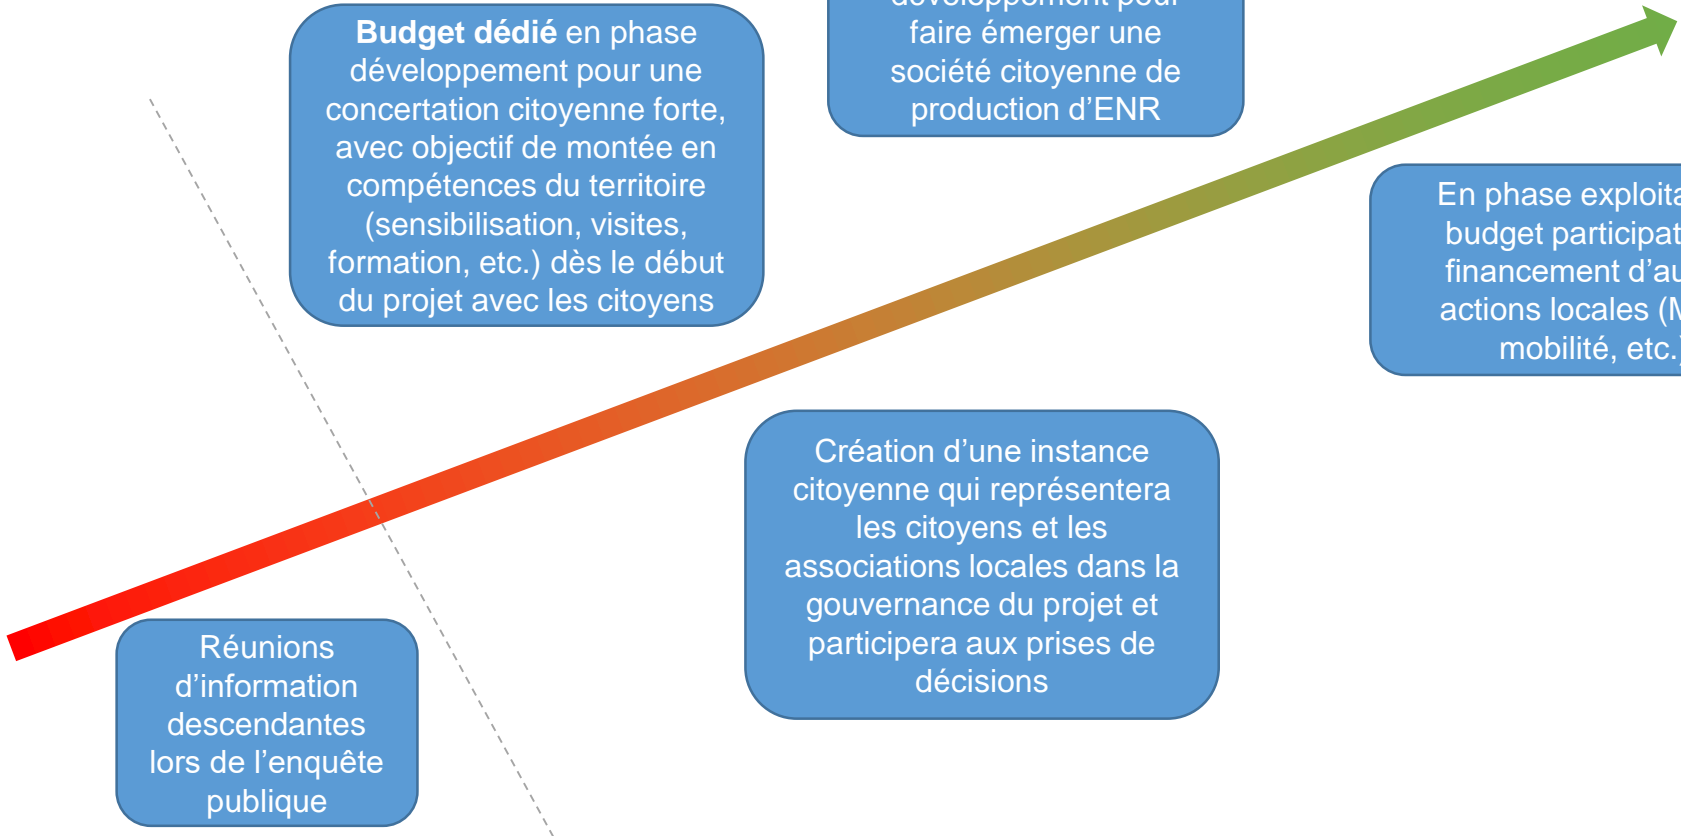 Budget dédié en phase
développement pour une
concertation citoyenne forte,
avec objectif de montée en
compétences du territoire
(sensibilisation, visites,
formation, etc.) dès le début
du projet avec les citoyens
développement pour
faire émerger une
société citoyenne de
production d’ENR
En phase
budget
financement
actions locales
mobilité, etc.
Création d’une instance
citoyenne qui représentera
les citoyens et les
associations locales dans la
gouvernance du projet et
participera aux prises de
décisions
Réunions
d’information
descendantes
lors de l’enquête
publique